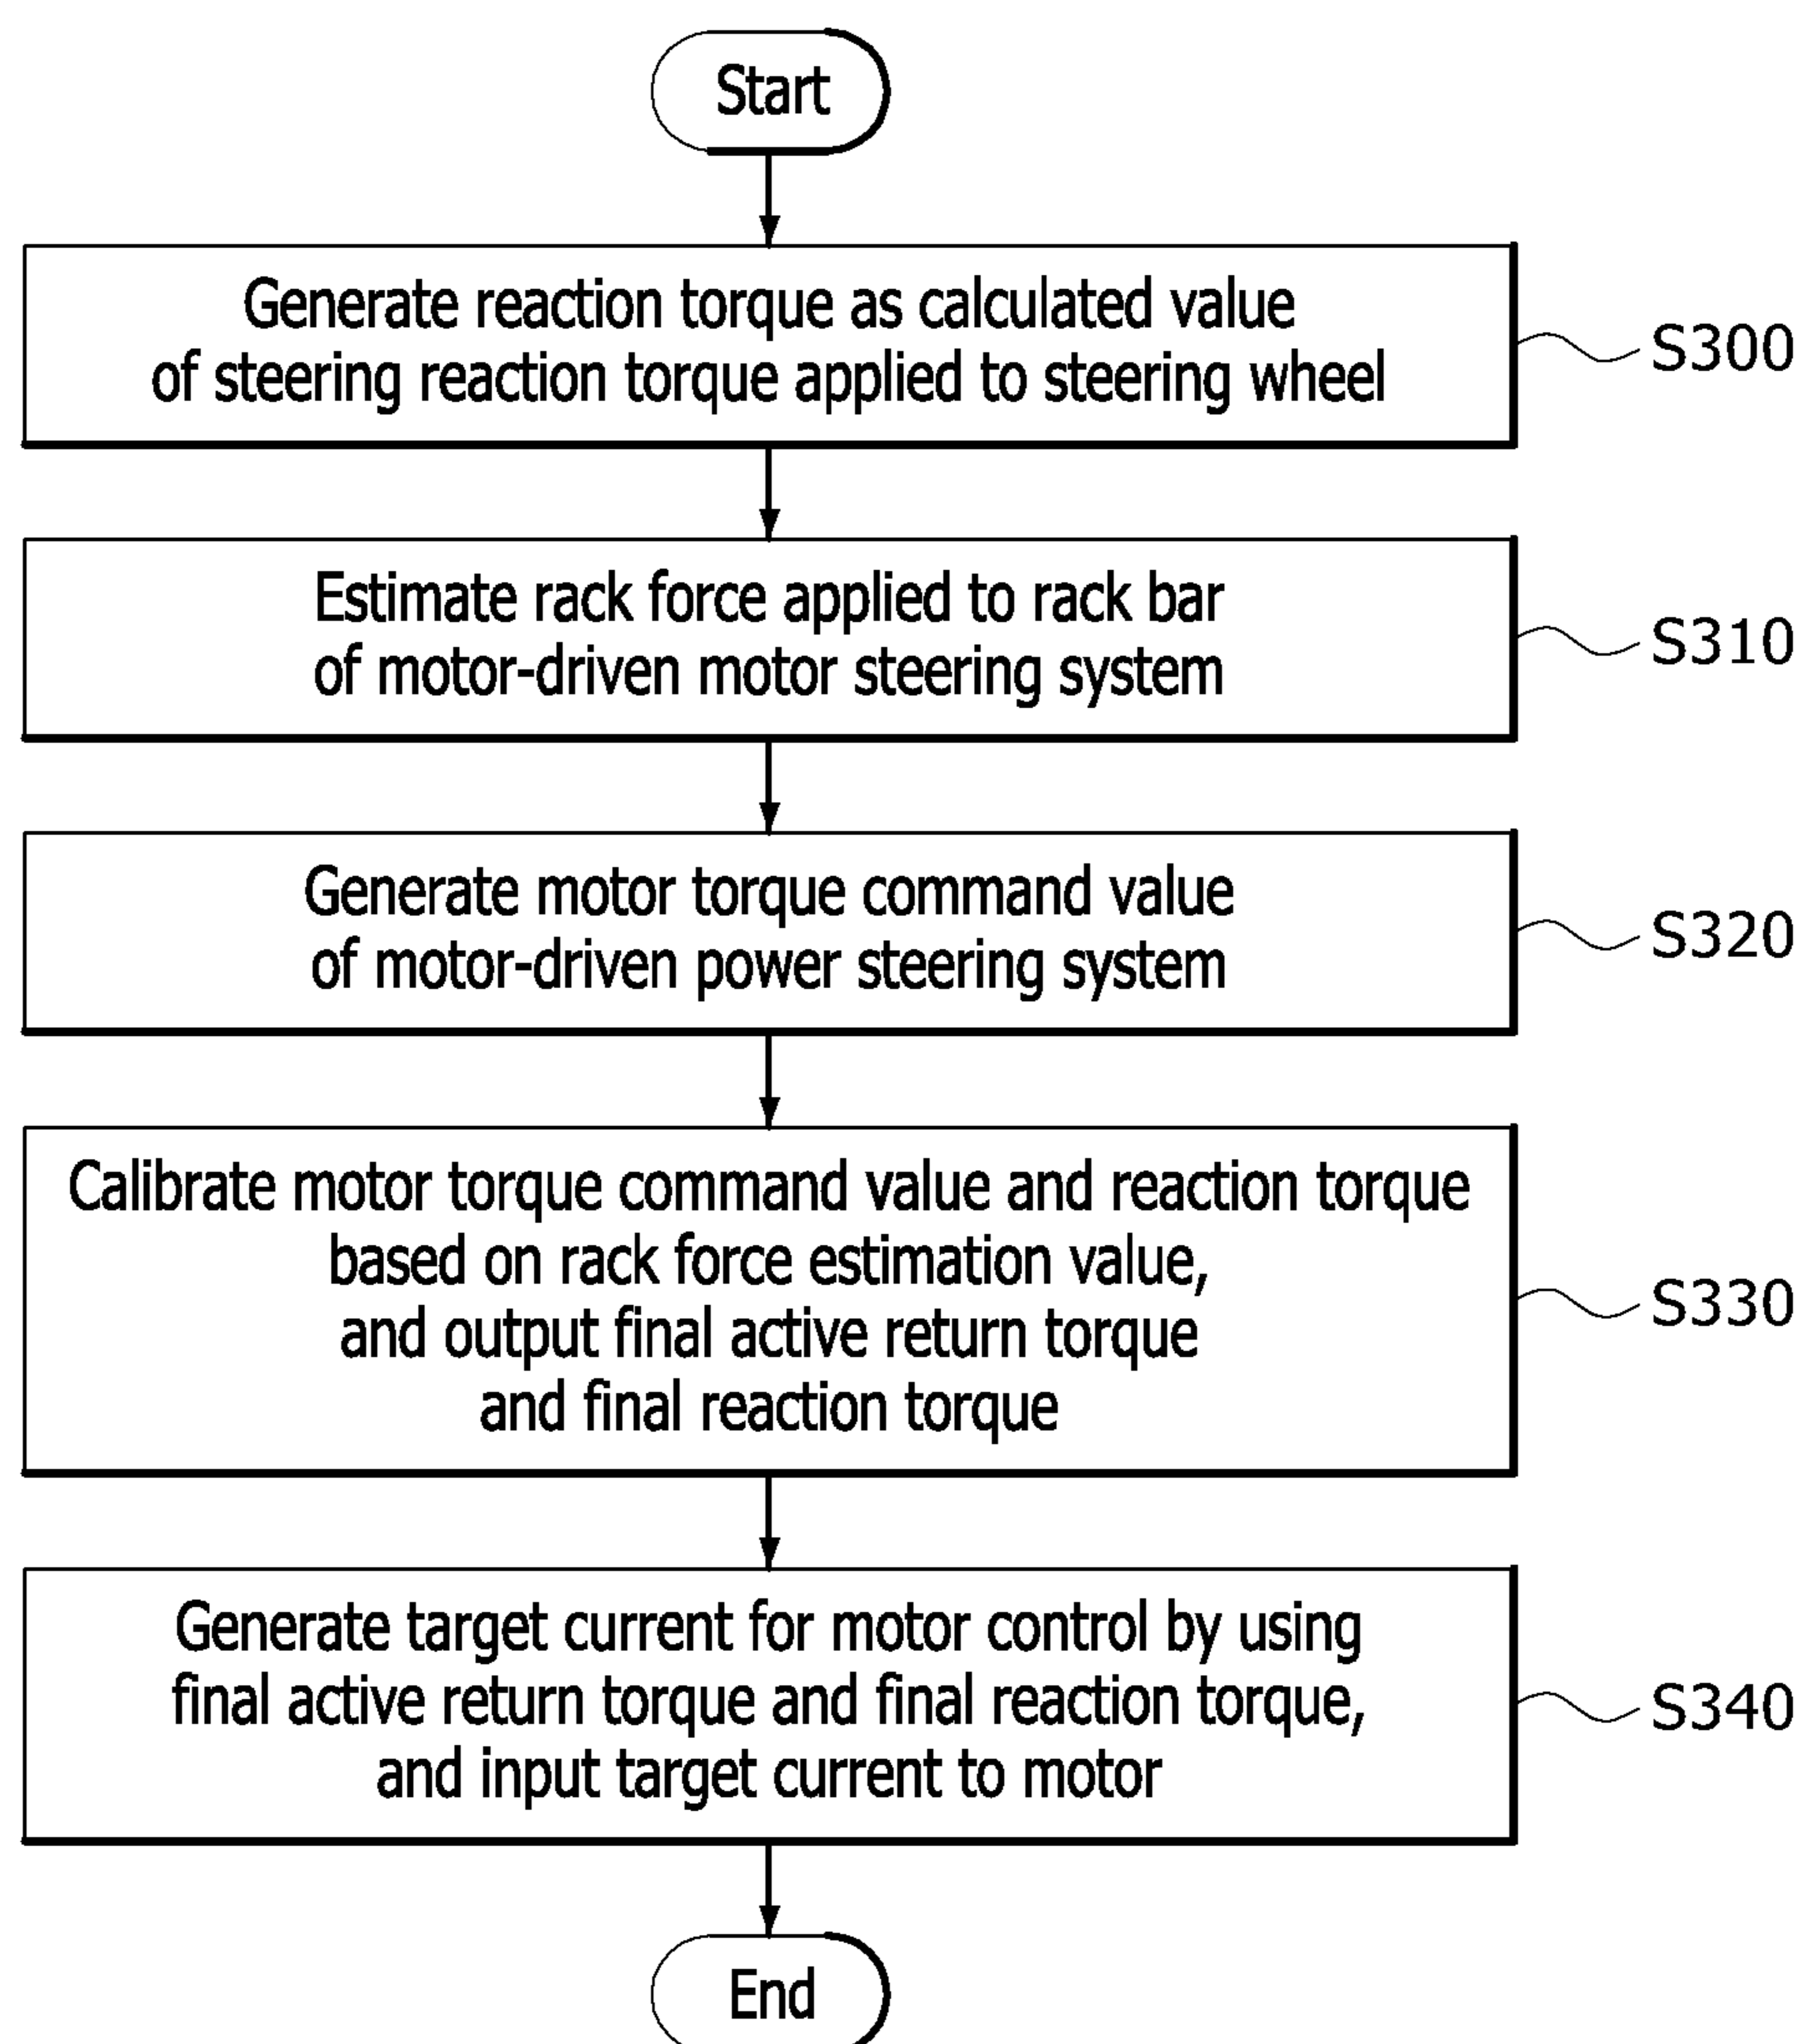 Start
Generate reaction torque as calculated value
of steering reaction torque applied to steering wheel
S300
Estimate rack force applied to rack bar
of motor-driven motor steering system
S310
Generate motor torque command value
of motor-driven power steering system
S320
Calibrate motor torque command value and reaction torque
based on rack force estimation value,
and output final active return torque
and final reaction torque
S330
Generate target current for motor control by using
final active return torque and final reaction torque,
and input target current to motor
S340
End